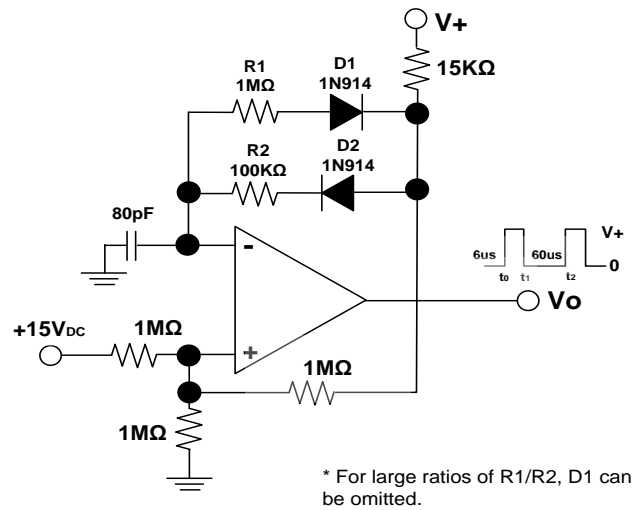 V+
15KΩ
R1
1MΩ
D1
1N914
R2
100KΩ
D2
1N914
80pF
-
+
6us
60us
V+
0
t0
t1
t2
Vo
+15VDC
1MΩ
1MΩ
1MΩ
* For large ratios of R1/R2, D1 can
be omitted.